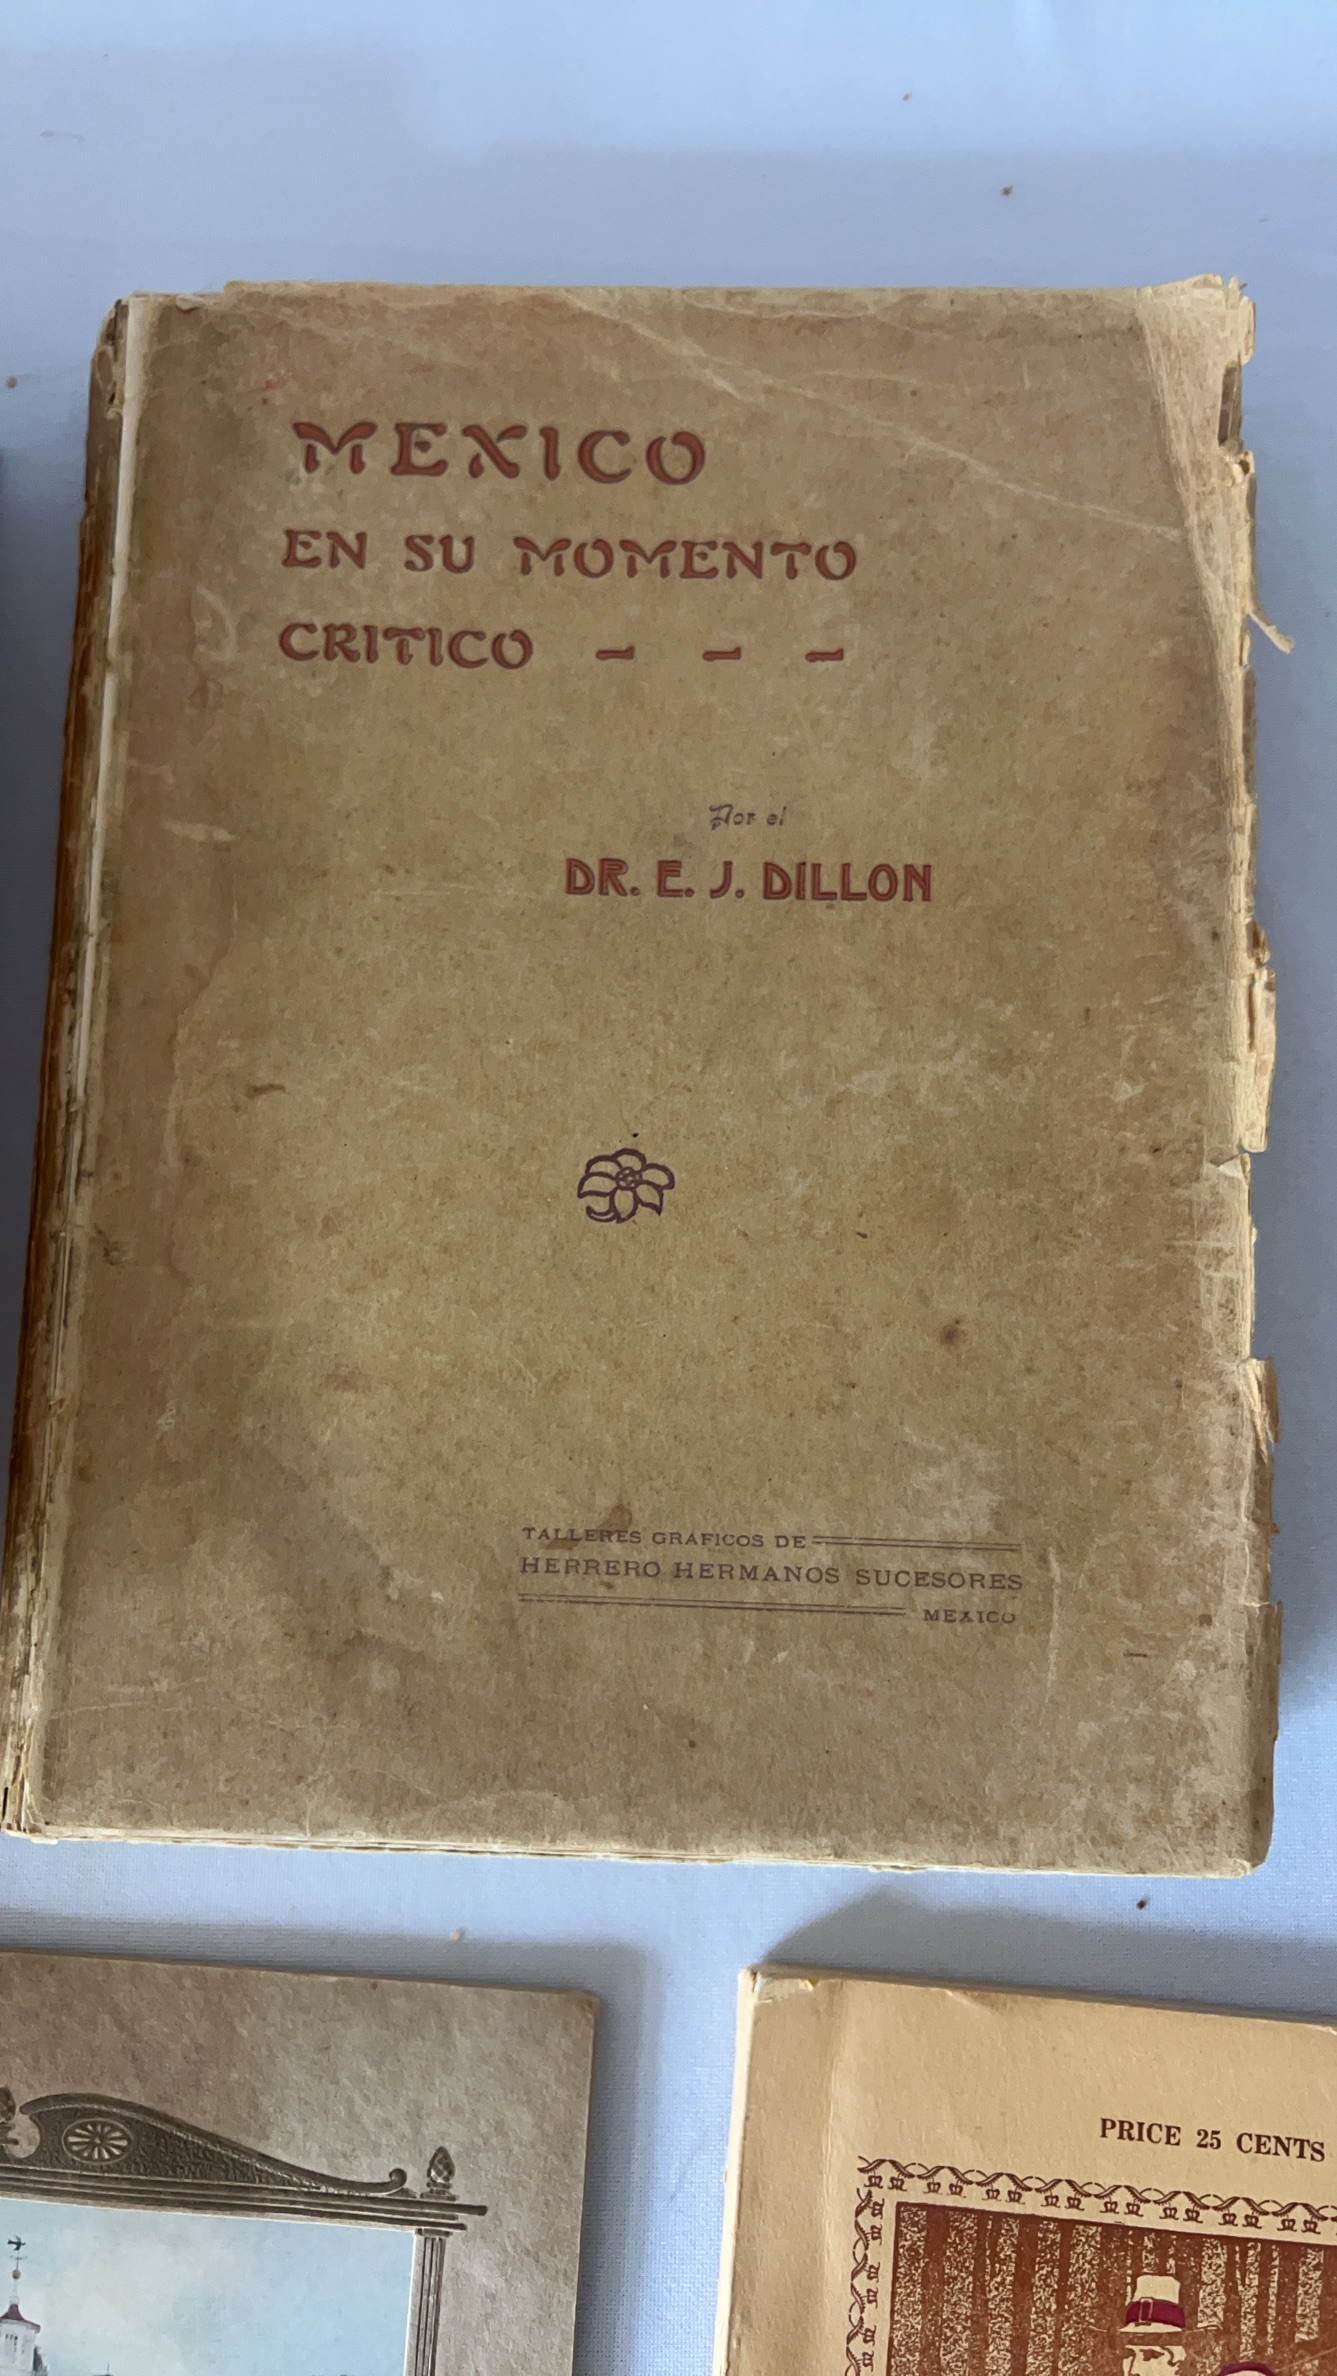 MEXICO
EN SU MOMENTO
CRITICO - - -
Por el
DR. E. J. DILLON
TALLERES GRAFICOS DE
HERRERO HERMANOS SUCESORES
MEXICO
PRICE 25 CENTS